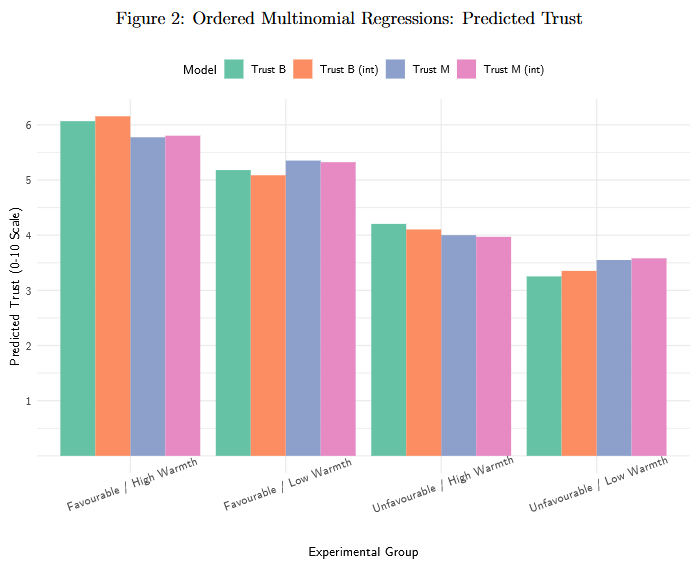 Figure 2: Ordered Multinomial Regressions: Predicted Trust
Model Trust B Trust B (int) Trust M Trust M (int)
Predicted Trust (0-10 Scale)
6
5
4
3
2
1
Favourable / High Warmth
Favourable / Low Warmth
Unfavourable / High Warmth
Unfavourable / Low Warmth
Experimental Group